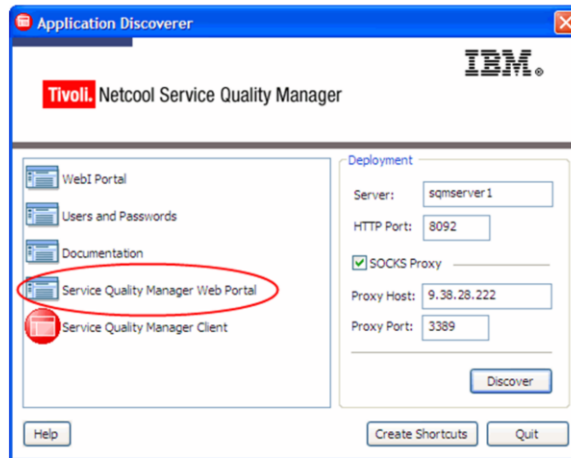 Application Discoverer
IBM®
Tivoli. Netcool Service Quality Manager
WebI Portal
Users and Passwords
Documentation
Service Quality Manager Web Portal
Service Quality Manager Client
Deployment
Server: sqmserver1
HTTP Port: 8092
SOCKS Proxy
Proxy Host: 9.38.28.222
Proxy Port: 3389
Discover
Help
Create Shortcuts
Quit